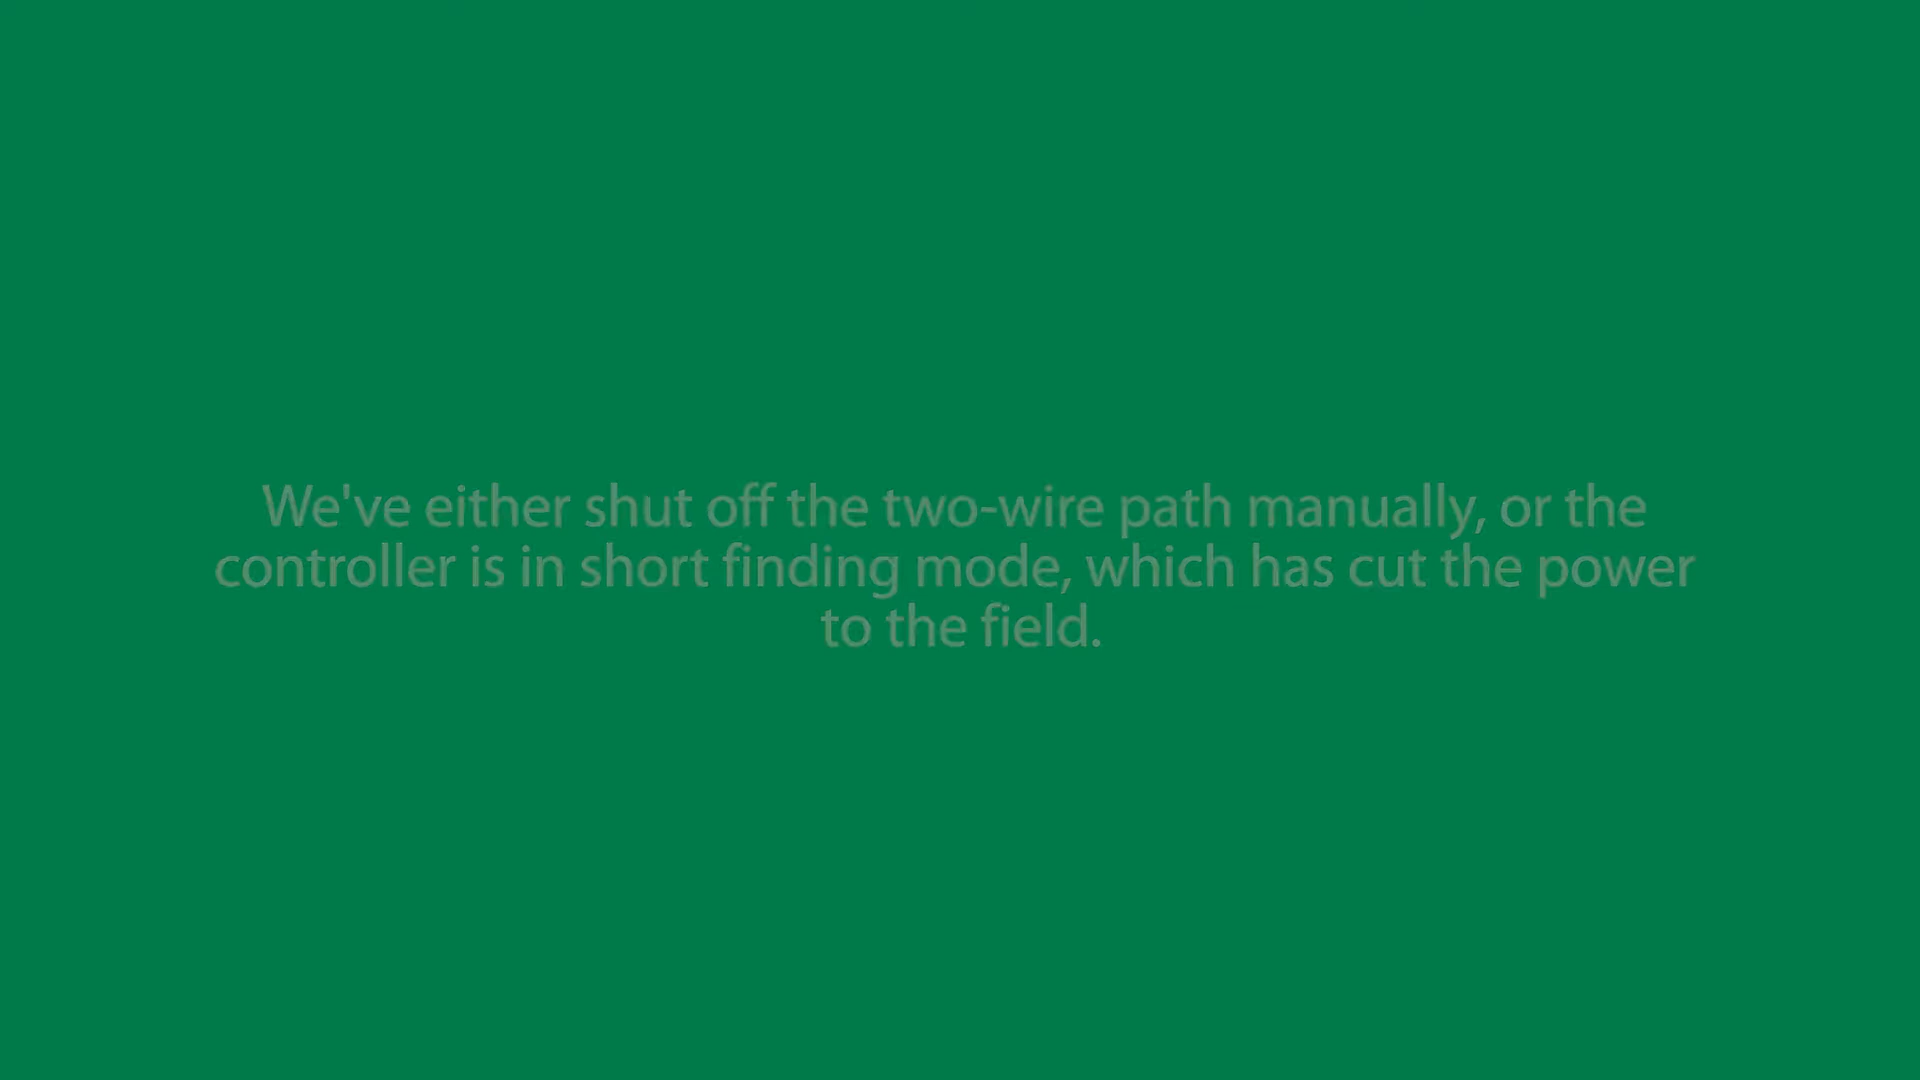 We've either shut off the two-wire path manually, or the
controller is in short finding mode, which has cut the power
to the field.